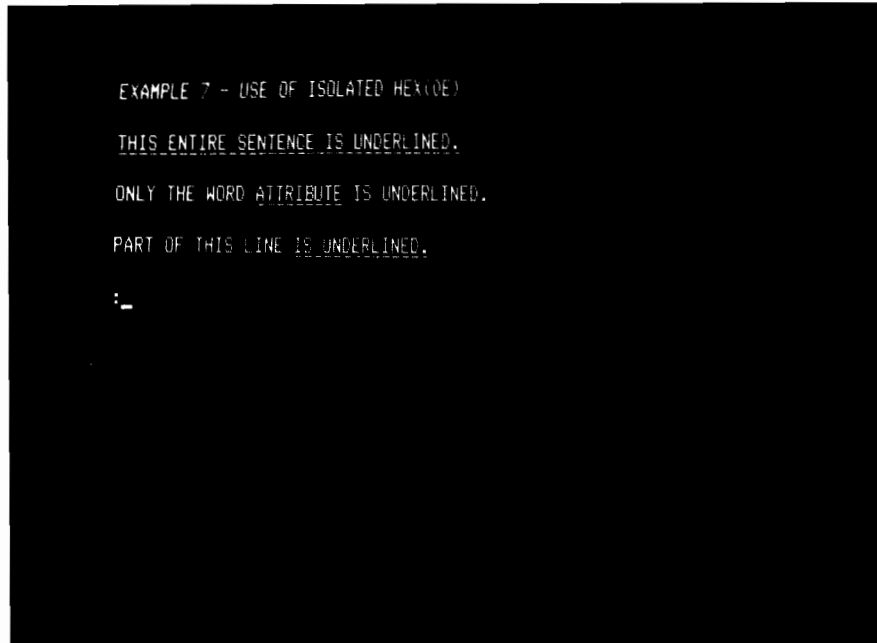 EXAMPLE 7 - USE OF ISOLATED HEX(0E)
THIS ENTIRE SENTENCE IS UNDERLINED.
ONLY THE WORD ATTRIBUTE IS UNDERLINED.
PART OF THIS LINE IS UNDERLINED.
:_